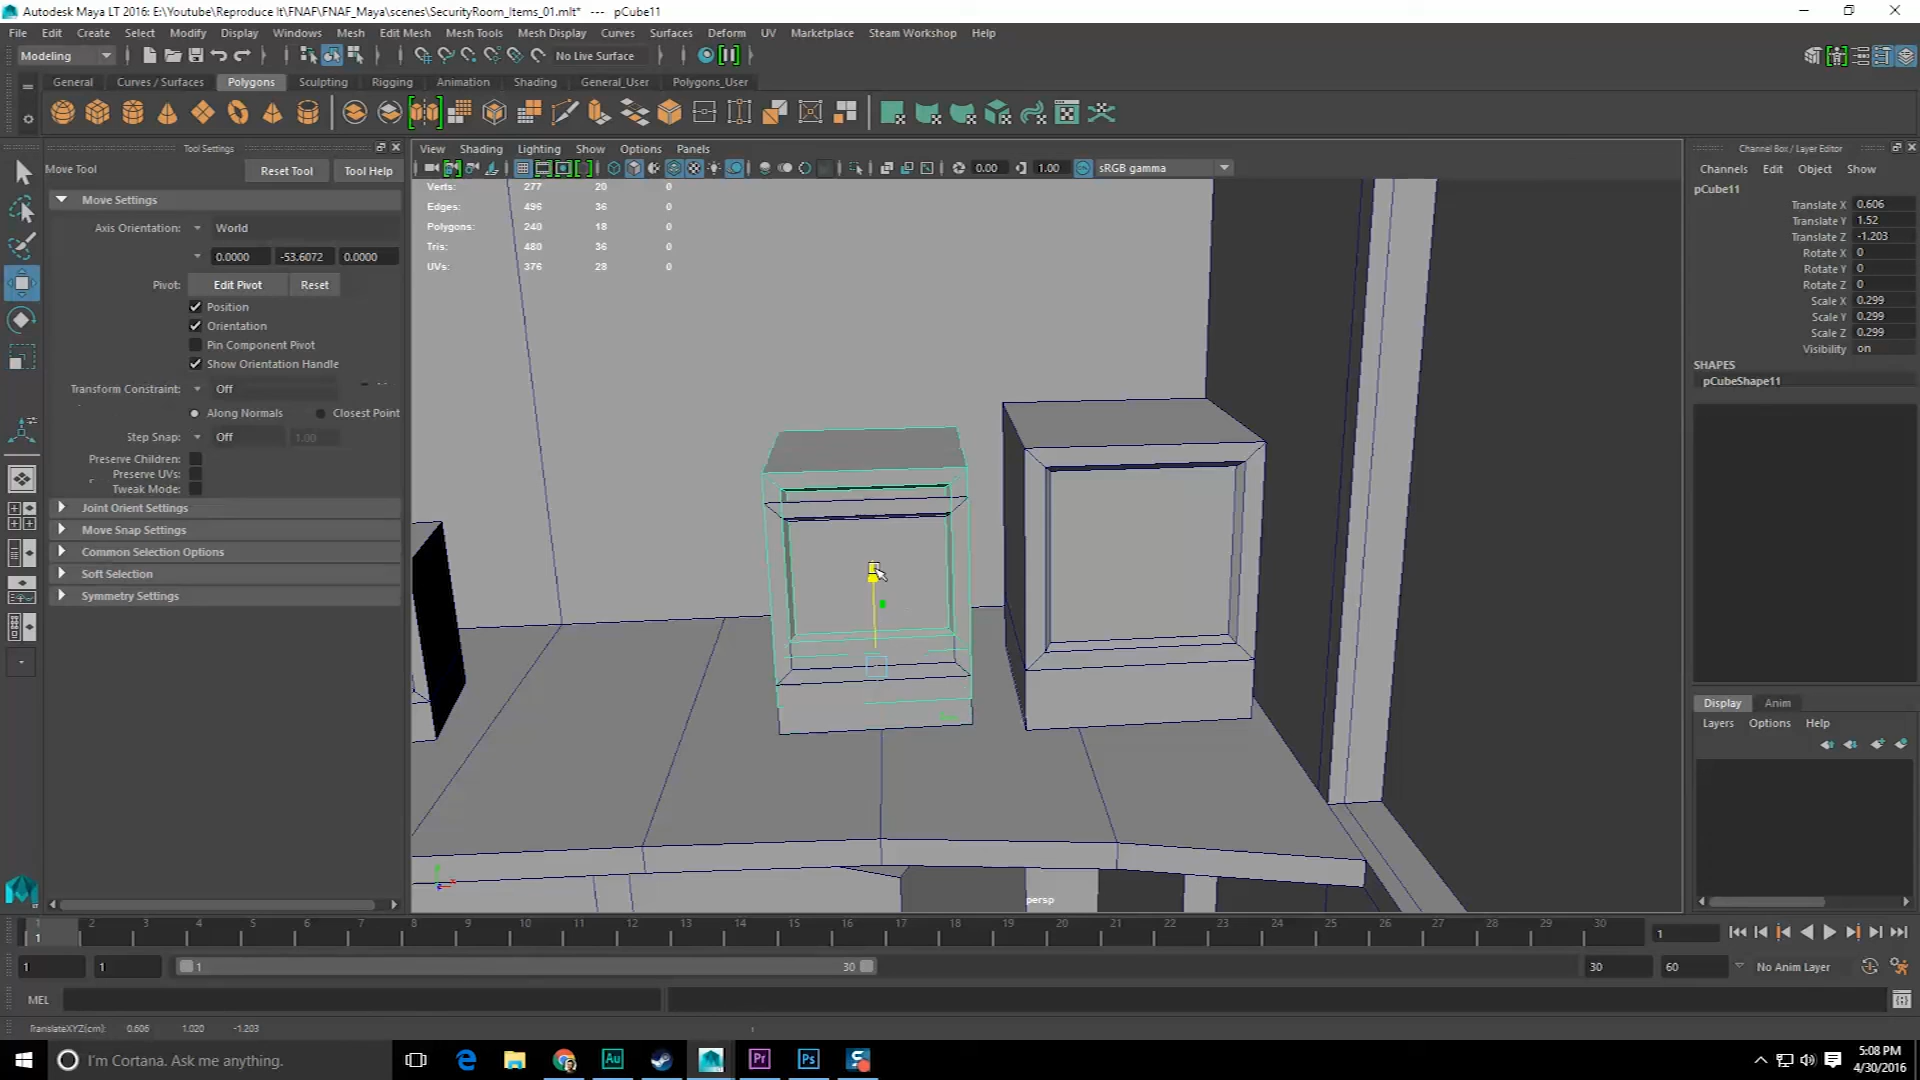 Autodesk Maya LT 2016: E:\Youtube\Reproduce It\FNAF\FNAF_Maya\scenes\SecurityRoom_Items_01.mlt* --- pCube11
File Edit Create Select Modify Display Windows Mesh Edit Mesh Mesh Tools Mesh Display Curves Surfaces Deform UV Marketplace Steam Workshop Help
Modeling No Live Surface
General Curves / Surfaces Polygons Sculpting Rigging Animation Shading General_User Polygons_User
Tool Settings
Move Tool Reset Tool Tool Help
Move Settings
Axis Orientation: World
0.0000 -53.6072 0.0000
Pivot: Edit Pivot Reset
Position
Orientation
Pin Component Pivot
Show Orientation Handle
Transform Constraint: Off
Along Normals Closest Point
Step Snap: Off 1.00
Preserve Children:
Preserve UVs:
Tweak Mode:
Joint Orient Settings
Move Snap Settings
Common Selection Options
Soft Selection
Symmetry Settings
View Shading Lighting Show Options Panels
0.00 1.00 sRGB gamma
Verts: 277 20 0
Edges: 496 36 0
Polygons: 240 18 0
Tris: 480 36 0
UVs: 376 28 0
persp
Channel Box / Layer Editor
Channels Edit Object Show
pCube11
Translate X 0.606
Translate Y 1.52
Translate Z -1.203
Rotate X 0
Rotate Y 0
Rotate Z 0
Scale X 0.299
Scale Y 0.299
Scale Z 0.299
Visibility on
SHAPES
pCubeShape11
Display Anim
Layers Options Help
1 2 3 4 5 6 7 8 9 10 11 12 13 14 15 16 17 18 19 20 21 22 23 24 25 26 27 28 29 30
1 1
1 1 1 30 30 60 No Anim Layer
MEL
TranslateXYZ(cm): 0.606 1.020 -1.203
I'm Cortana. Ask me anything.
Au Pr Ps
5:08 PM
4/30/2016